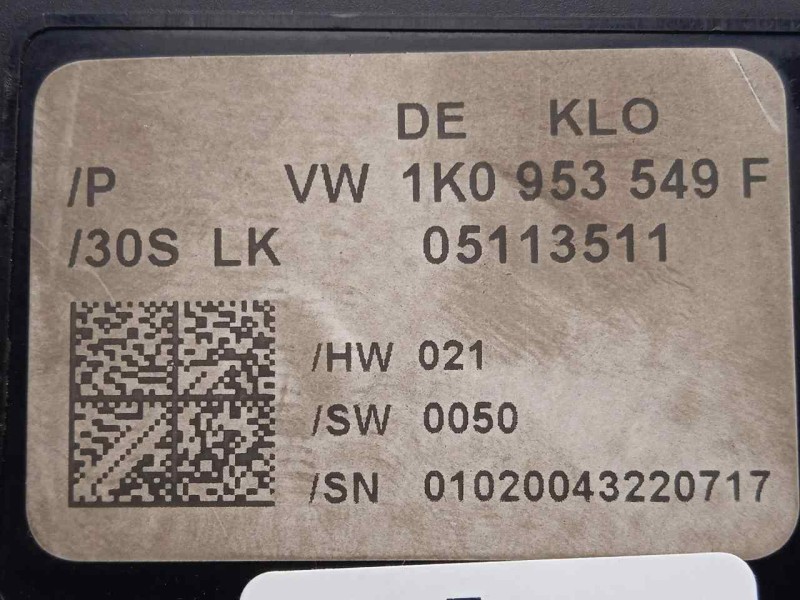 DE KLO
/P VW 1K0 953 549 F
/30S LK 05113511
/HW 021
/SW 0050
/SN 01020043220717